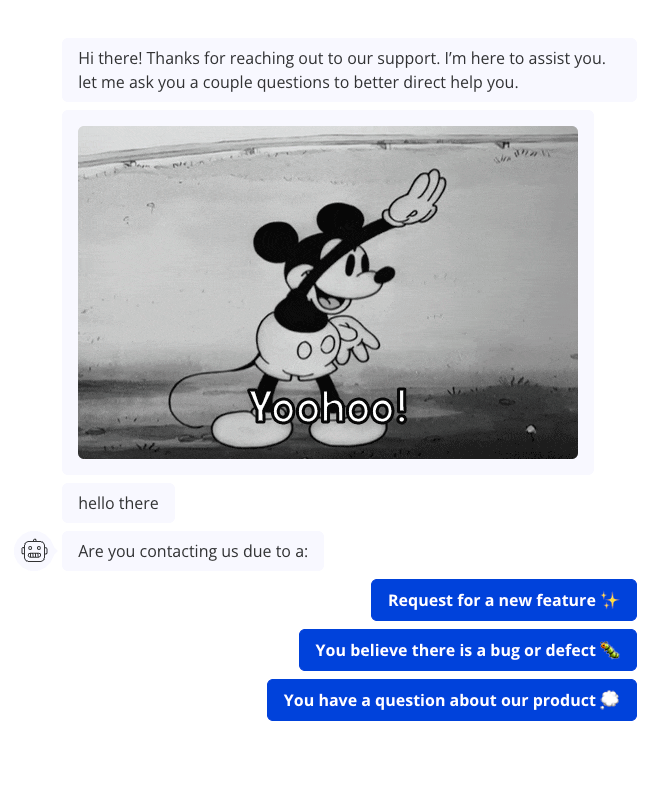 Hi there! Thanks for reaching out to our support. I’m here to assist you.
let me ask you a couple questions to better direct help you.
Yoohoo!
hello there
Are you contacting us due to a:
Request for a new feature ✨
You believe there is a bug or defect 🐛
You have a question about our product 💭